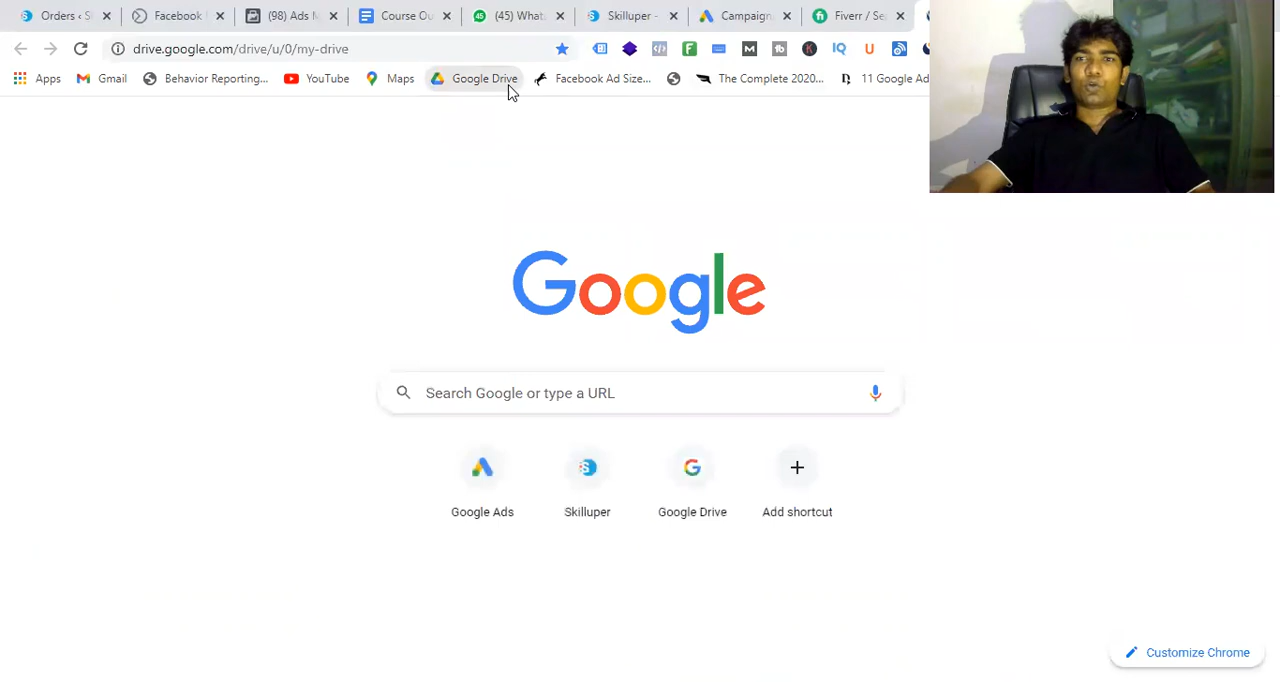 Orders ‹ S
Facebook
(98) Ads M
Course Ou
(45) What
Skilluper -
Campaign
Fiverr / Se
drive.google.com/drive/u/0/my-drive
Apps
Gmail
Behavior Reporting...
YouTube
Maps
Google Drive
Facebook Ad Size...
The Complete 2020...
11 Google Ad
Google
Search Google or type a URL
Google Ads
Skilluper
Google Drive
Add shortcut
Customize Chrome